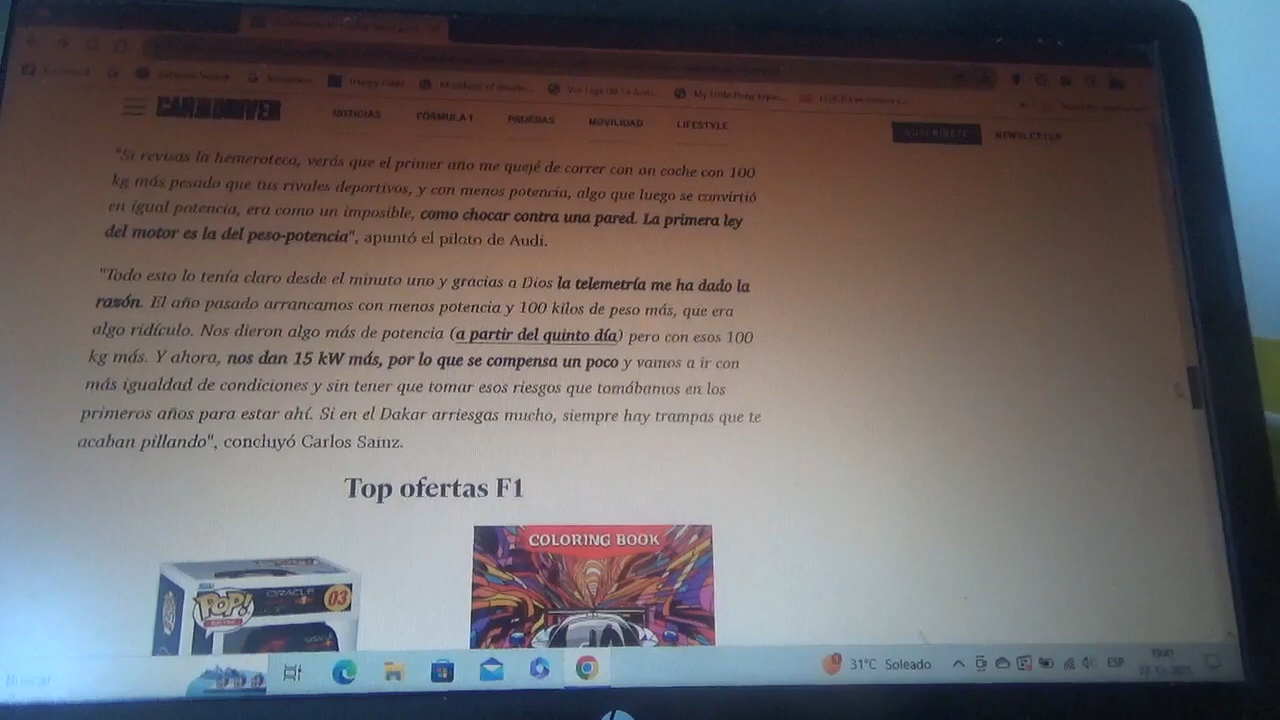 CAR AND DRIVER
NOTICIAS FÓRMULA 1 PRUEBAS MOVILIDAD LIFESTYLE SUSCRÍBETE NEWSLETTER
"Si revisas la hemeroteca, verás que el primer año me quejé de correr con un coche con 100
kg más pesado que tus rivales deportivos, y con menos potencia, algo que luego se convirtió
en igual potencia, era como un imposible, como chocar contra una pared. La primera ley
del motor es la del peso-potencia", apuntó el piloto de Audi.
"Todo esto lo tenía claro desde el minuto uno y gracias a Dios la telemetría me ha dado la
razón. El año pasado arrancamos con menos potencia y 100 kilos de peso más, que era
algo ridículo. Nos dieron algo más de potencia (a partir del quinto día) pero con esos 100
kg más. Y ahora, nos dan 15 kW más, por lo que se compensa un poco y vamos a ir con
más igualdad de condiciones y sin tener que tomar esos riesgos que tomábamos en los
primeros años para estar ahí. Si en el Dakar arriesgas mucho, siempre hay trampas que te
acaban pillando", concluyó Carlos Sainz.
Top ofertas F1
COLORING BOOK
POP!
ORACLE
03
31°C Soleado
ESP
Buscar